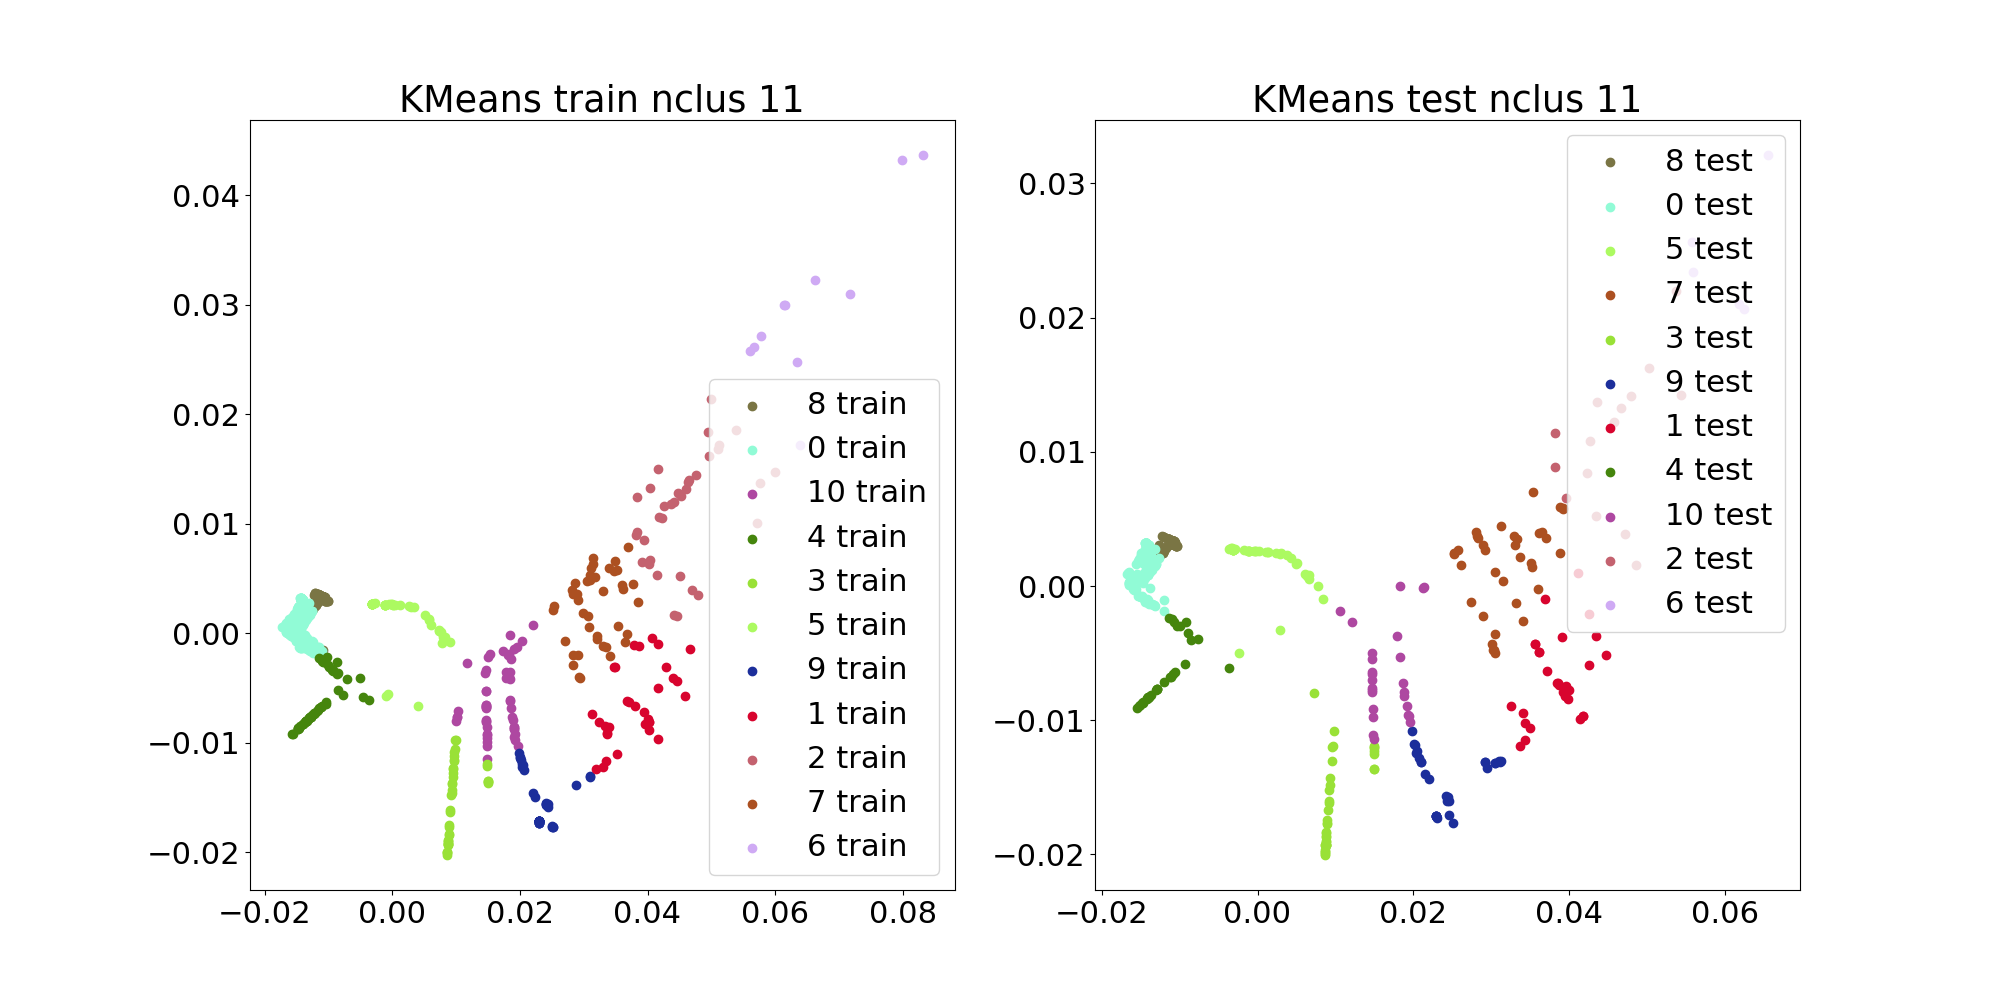 KMeans train nclus 11
0.04
0.03
0.02
0.01
0.00
−0.01
−0.02
−0.02 0.00 0.02 0.04 0.06 0.08
8 train
0 train
10 train
4 train
3 train
5 train
9 train
1 train
2 train
7 train
6 train
KMeans test nclus 11
0.03
0.02
0.01
0.00
−0.01
−0.02
−0.02 0.00 0.02 0.04 0.06
8 test
0 test
5 test
7 test
3 test
9 test
1 test
4 test
10 test
2 test
6 test